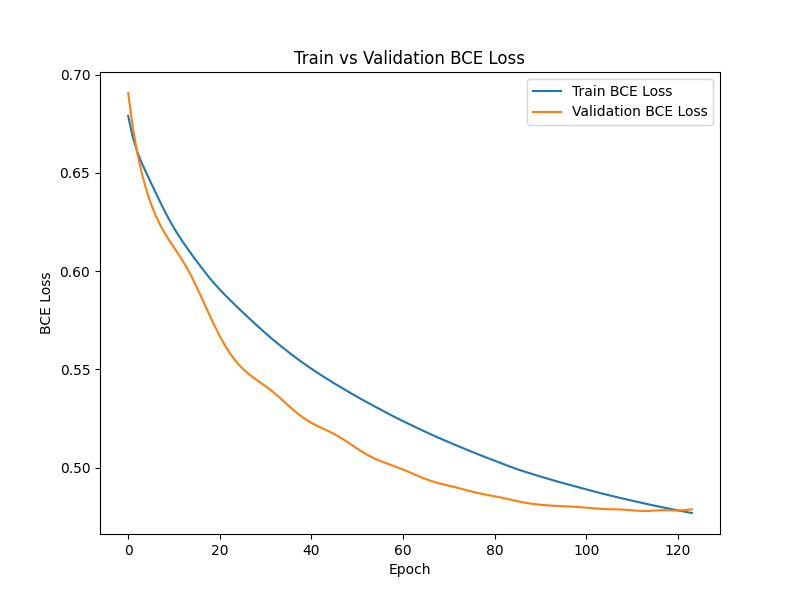 Train vs Validation BCE Loss
Train BCE Loss
Validation BCE Loss
0.70
0.65
0.60
0.55
0.50
BCE Loss
0 20 40 60 80 100 120
Epoch